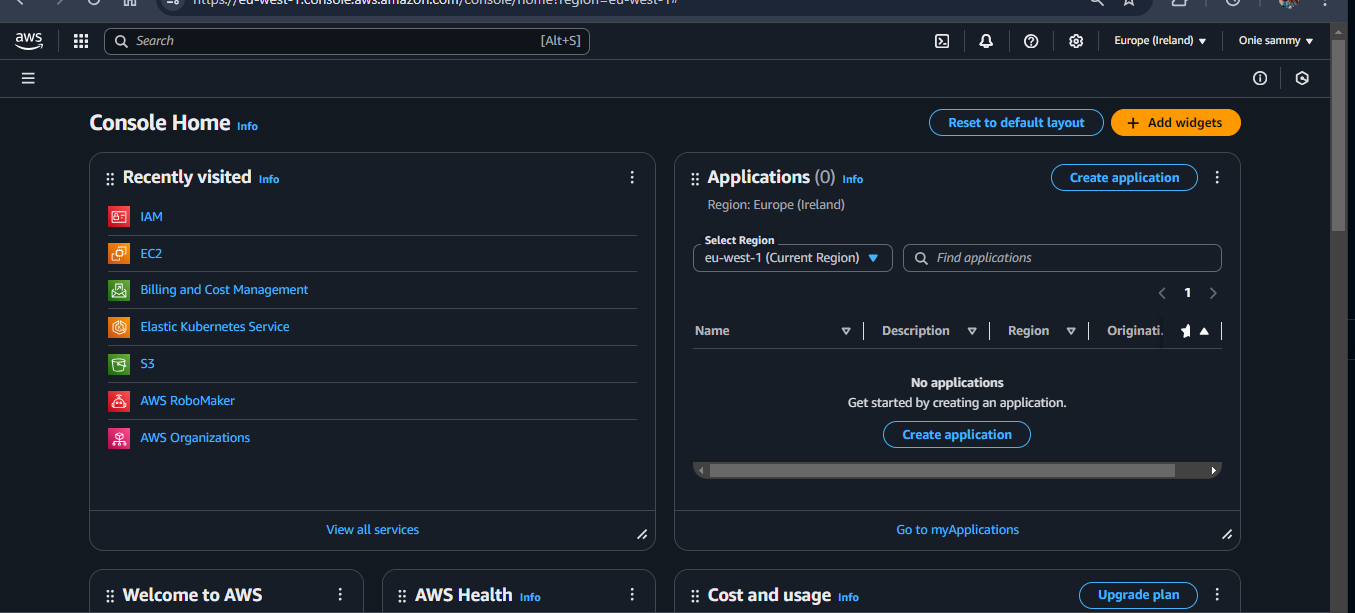 https://eu-west-1.console.aws.amazon.com/console/home?region=eu-west-1#
aws
Search [Alt+S]
Europe (Ireland)
Onie sammy
Console Home Info
Reset to default layout
Add widgets
Recently visited Info
IAM
EC2
Billing and Cost Management
Elastic Kubernetes Service
S3
AWS RoboMaker
AWS Organizations
View all services
Applications (0) Info
Create application
Region: Europe (Ireland)
Select Region
eu-west-1 (Current Region)
Find applications
1
Name Description Region Originati.
No applications
Get started by creating an application.
Create application
Go to myApplications
Welcome to AWS
AWS Health Info
Cost and usage Info
Upgrade plan